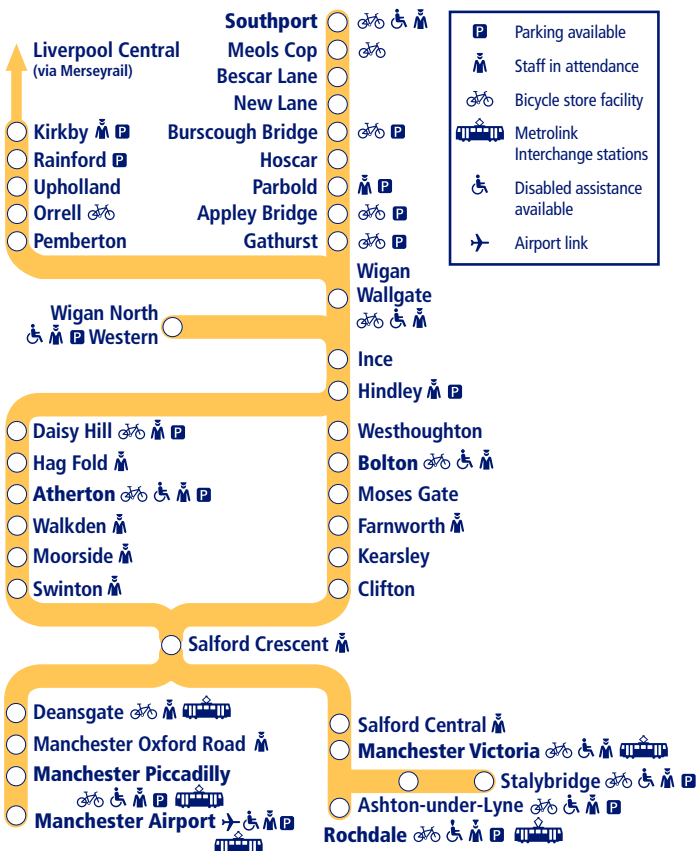 Southport
Meols Cop
Bescar Lane
New Lane
Burscough Bridge
Hoscar
Parbold
Appley Bridge
Gathurst
Liverpool Central
(via Merseyrail)
Kirkby P
Rainford P
Upholland
Orrell
Pemberton
P
P
P
P
P Parking available
Staff in attendance
Bicycle store facility
Metrolink
Interchange stations
Disabled assistance
available
Airport link
Wigan
Wallgate
Wigan North
P Western
Ince
Hindley P
Daisy Hill P
Hag Fold
Atherton P
Walkden
Moorside
Swinton
Westhoughton
Bolton
Moses Gate
Farnworth
Kearsley
Clifton
Salford Crescent
Deansgate
Manchester Oxford Road
Manchester Piccadilly
P
Manchester Airport P
Salford Central
Manchester Victoria
Stalybridge P
Ashton-under-Lyne P
Rochdale P